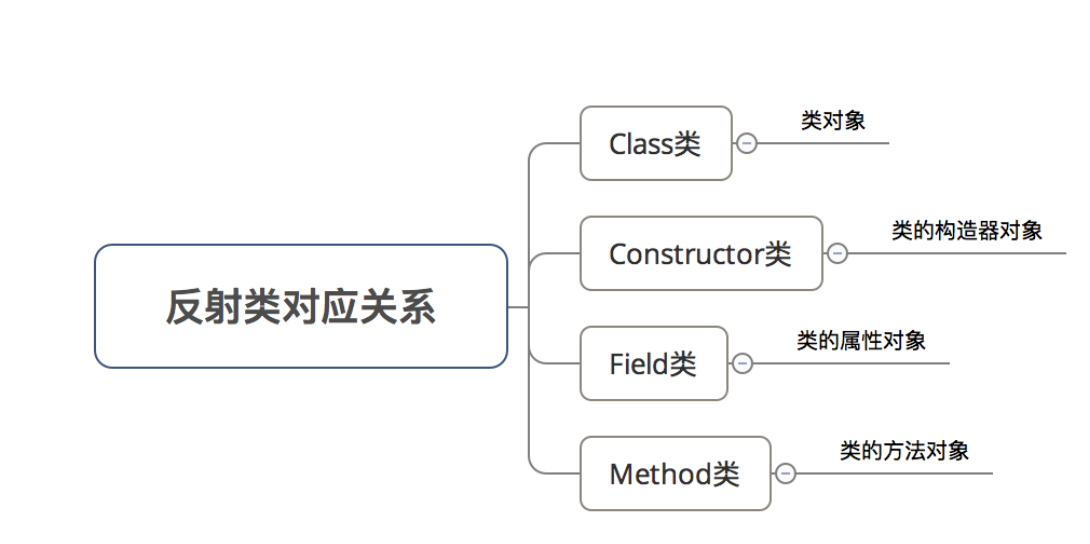 类对象
Class类
类的构造器对象
Constructor类
反射类对应关系
类的属性对象
Field类
类的方法对象
Method类